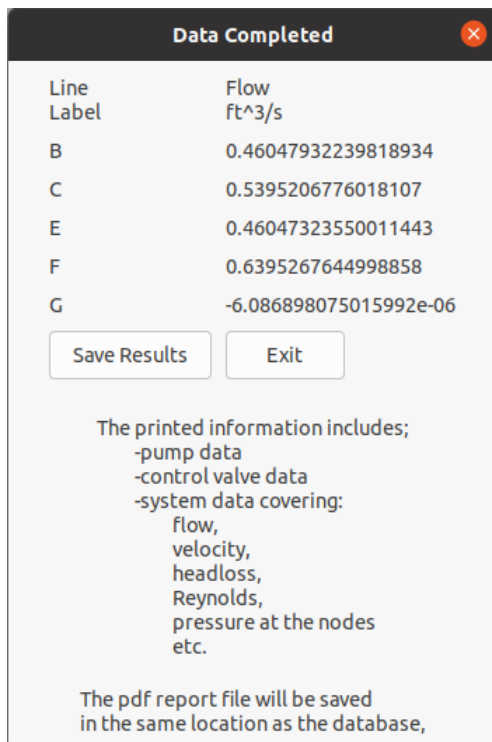 Data Completed
Line Flow
Label ft^3/s
B 0.46047932239818934
C 0.5395206776018107
E 0.46047323550011443
F 0.6395267644998858
G -6.086898075015992e-06
Save Results Exit
The printed information includes;
-pump data
-control valve data
-system data covering:
flow,
velocity,
headloss,
Reynolds,
pressure at the nodes
etc.
The pdf report file will be saved
in the same location as the database,